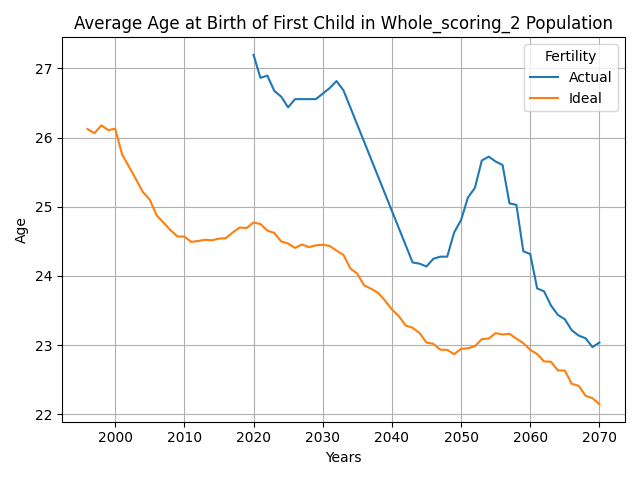 Average Age at Birth of First Child in Whole_scoring_2 Population
Fertility
Actual
Ideal
27
26
25
24
23
22
Age
2000 2010 2020 2030 2040 2050 2060 2070
Years